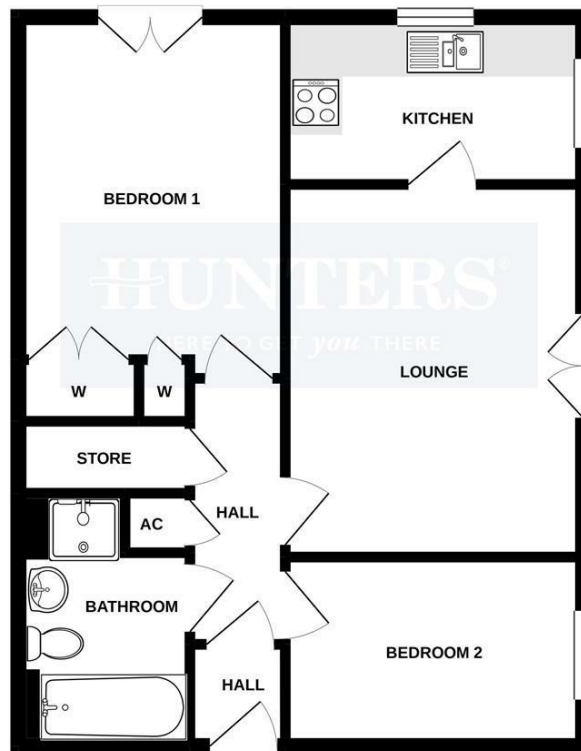 KITCHEN
BEDROOM 1
HUNTERS®
HERE TO GET you THERE
LOUNGE
W
W
STORE
HALL
AC
BATHROOM
BEDROOM 2
HALL